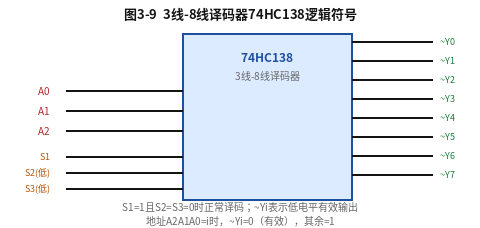 图3-9 3线-8线译码器74HC138逻辑符号
74HC138
3线-8线译码器
A0
A1
A2
S1
S2(低)
S3(低)
~Y0
~Y1
~Y2
~Y3
~Y4
~Y5
~Y6
~Y7
S1=1且S2=S3=0时正常译码；~Yi表示低电平有效输出
地址A2A1A0=i时，~Yi=0（有效），其余=1